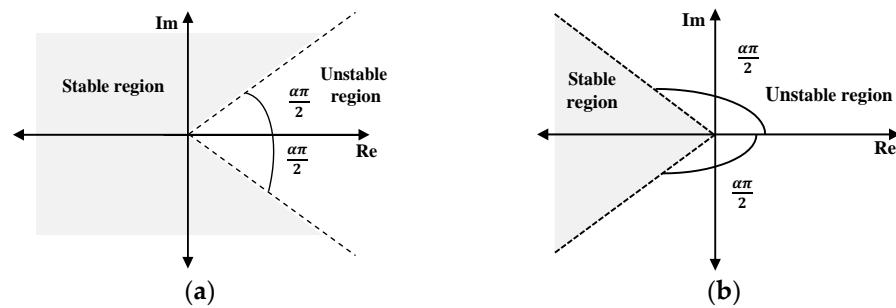 Im
Stable region
Unstable
region
απ
2
απ
2
Re
(a)
Im
απ
2
Stable
region
Unstable region
Re
απ
2
(b)